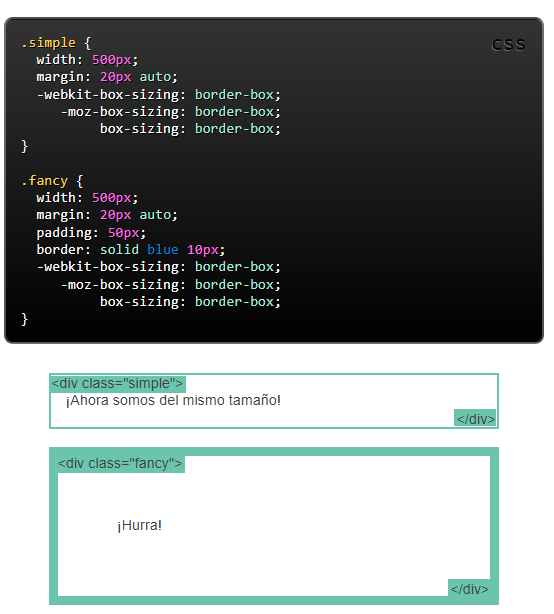 css
.simple {
  width: 500px;
  margin: 20px auto;
  -webkit-box-sizing: border-box;
     -moz-box-sizing: border-box;
          box-sizing: border-box;
}

.fancy {
  width: 500px;
  margin: 20px auto;
  padding: 50px;
  border: solid blue 10px;
  -webkit-box-sizing: border-box;
     -moz-box-sizing: border-box;
          box-sizing: border-box;
}
<div class="simple">
¡Ahora somos del mismo tamaño!
</div>
<div class="fancy">
¡Hurra!
</div>